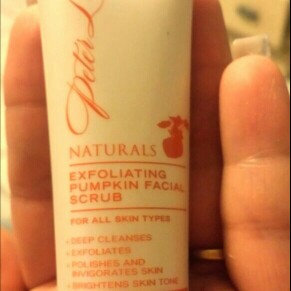 Peter
NATURALS
EXFOLIATING
PUMPKIN FACIAL
SCRUB
FOR ALL SKIN TYPES
• DEEP CLEANSES
• EXFOLIATES
• POLISHES AND
INVIGORATES SKIN
• BRIGHTENS SKIN TONE